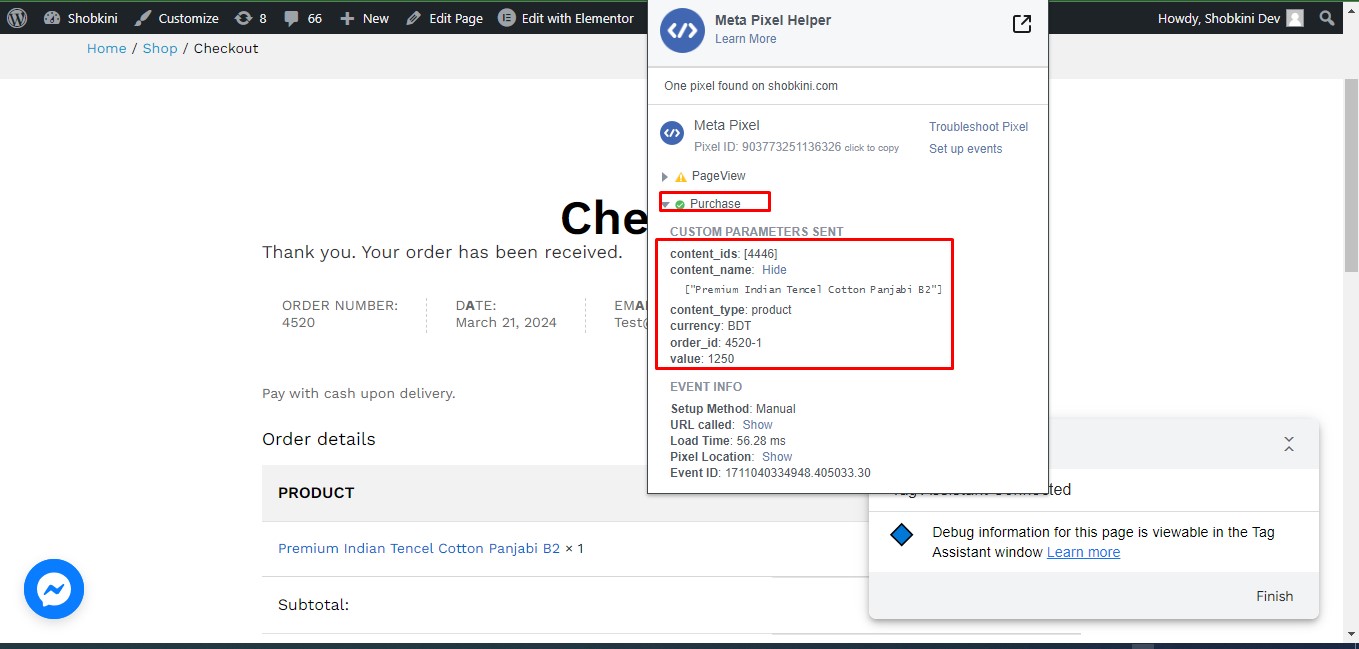 Shobkini Customize 8 66 New Edit Page Edit with Elementor
Howdy, Shobkini Dev
Home / Shop / Checkout
Che
Thank you. Your order has been received.
ORDER NUMBER:
4520
DATE:
March 21, 2024
EMA
Test@
Pay with cash upon delivery.
Order details
PRODUCT
Premium Indian Tencel Cotton Panjabi B2 × 1
Subtotal:
Meta Pixel Helper
Learn More
One pixel found on shobkini.com
Meta Pixel
Pixel ID: 903773251136326 click to copy
Troubleshoot Pixel
Set up events
PageView
Purchase
CUSTOM PARAMETERS SENT
content_ids: [4446]
content_name: Hide
["Premium Indian Tencel Cotton Panjabi B2"]
content_type: product
currency: BDT
order_id: 4520-1
value: 1250
EVENT INFO
Setup Method: Manual
URL called: Show
Load Time: 56.28 ms
Pixel Location: Show
Event ID: 1711040334948.405033.30
Tag Assistant Connected
Debug information for this page is viewable in the Tag
Assistant window Learn more
Finish